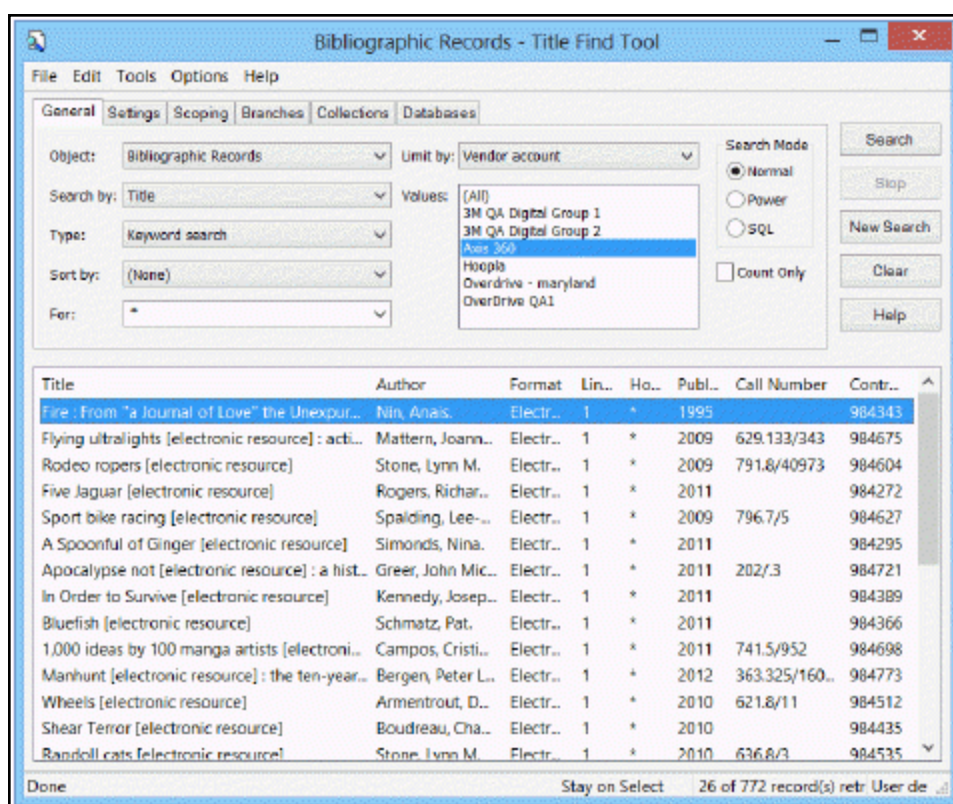 Bibliographic Records - Title Find Tool
File Edit Tools Options Help
General Settings Scoping Branches Collections Databases
Object: Bibliographic Records Limit by: Vendor account Search Mode Search
Normal
Search by: Title Values: (All) Power Stop
3M QA Digital Group 1
3M QA Digital Group 2
Type: Keyword search Axis 360 SQL New Search
Hoopla
Sort by: (None) Overdrive - maryland Count Only Clear
OverDrive QA1
For: * Help
Title Author Format Lin... Ho... Publ... Call Number Contr...
Fire : From "a Journal of Love" the Unexpur... Nin, Anais. Electr... 1 * 1995 984343
Flying ultralights [electronic resource] : acti... Mattern, Joann... Electr... 1 * 2009 629.133/343 984675
Rodeo ropers [electronic resource] Stone, Lynn M. Electr... 1 * 2009 791.8/40973 984604
Five Jaguar [electronic resource] Rogers, Richar... Electr... 1 * 2011 984272
Sport bike racing [electronic resource] Spalding, Lee-... Electr... 1 * 2009 796.7/5 984627
A Spoonful of Ginger [electronic resource] Simonds, Nina. Electr... 1 * 2011 984295
Apocalypse not [electronic resource] : a hist... Greer, John Mic... Electr... 1 * 2011 202/.3 984721
In Order to Survive [electronic resource] Kennedy, Josep... Electr... 1 * 2011 984389
Bluefish [electronic resource] Schmatz, Pat. Electr... 1 * 2011 984366
1,000 ideas by 100 manga artists [electroni... Campos, Cristi... Electr... 1 * 2011 741.5/952 984698
Manhunt [electronic resource] : the ten-year... Bergen, Peter L... Electr... 1 * 2012 363.325/160... 984773
Wheels [electronic resource] Armentrout, D... Electr... 1 * 2010 621.8/11 984512
Shear Terror [electronic resource] Boudreau, Cha... Electr... 1 * 2010 984435
Ragdoll cats [electronic resource] Stone, Lynn M. Electr... 1 * 2010 636.8/3 984535
Done Stay on Select 26 of 772 record(s) retr User de